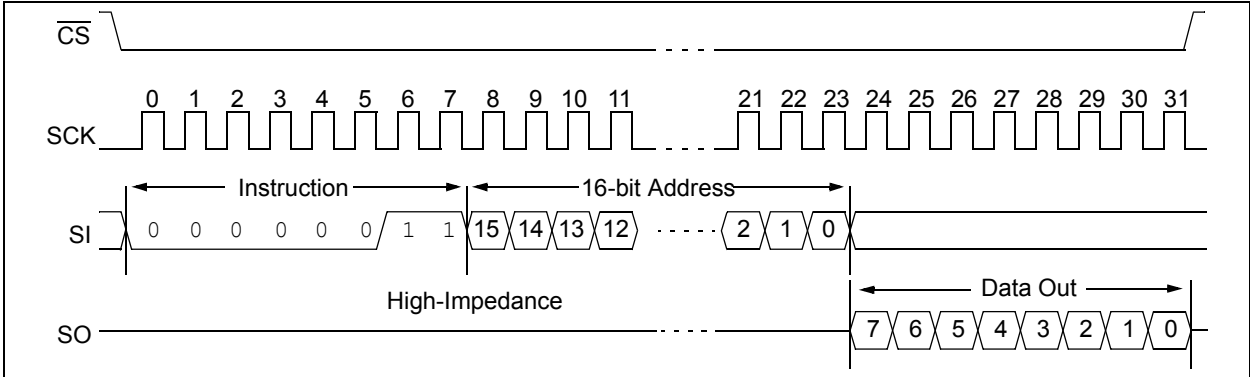 CS
0 1 2 3 4 5 6 7 8 9 10 11 21 22 23 24 25 26 27 28 29 30 31
SCK
Instruction 16-bit Address
SI 0 0 0 0 0 0 1 1 15 14 13 12 2 1 0
High-Impedance Data Out
SO 7 6 5 4 3 2 1 0